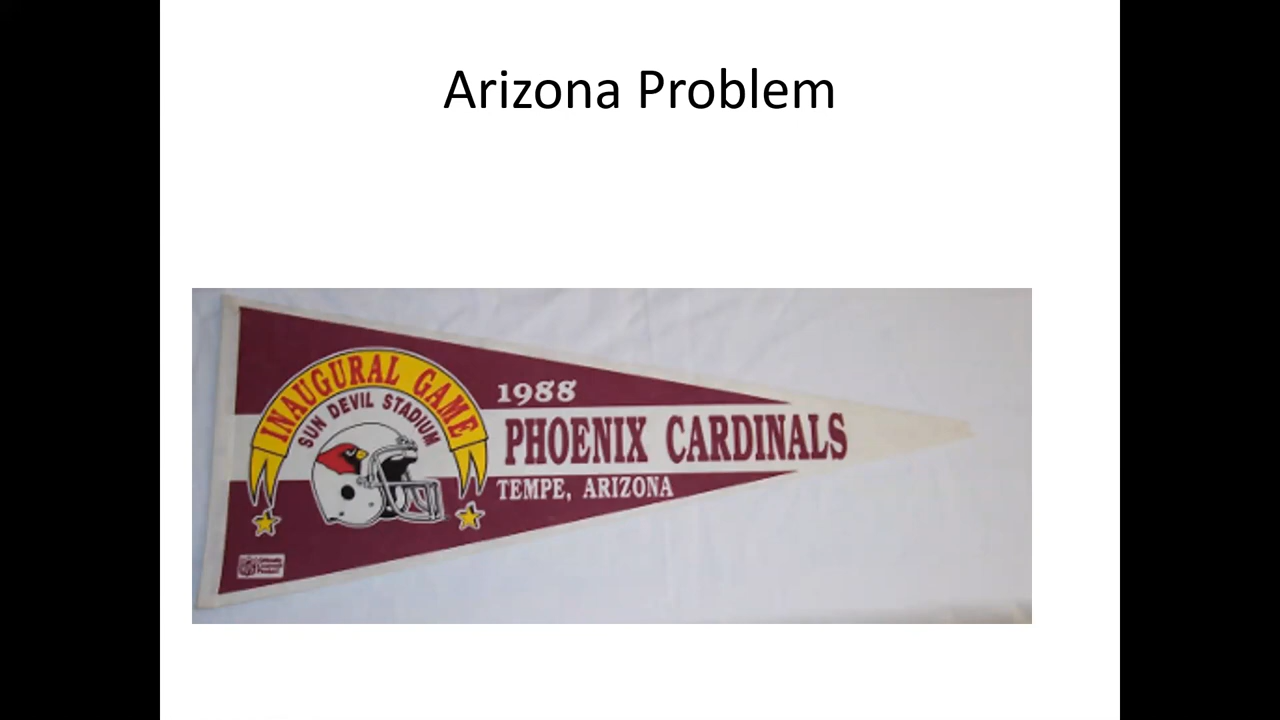 Arizona Problem
INAUGURAL GAME
SUN DEVIL STADIUM
1988
PHOENIX CARDINALS
TEMPE, ARIZONA